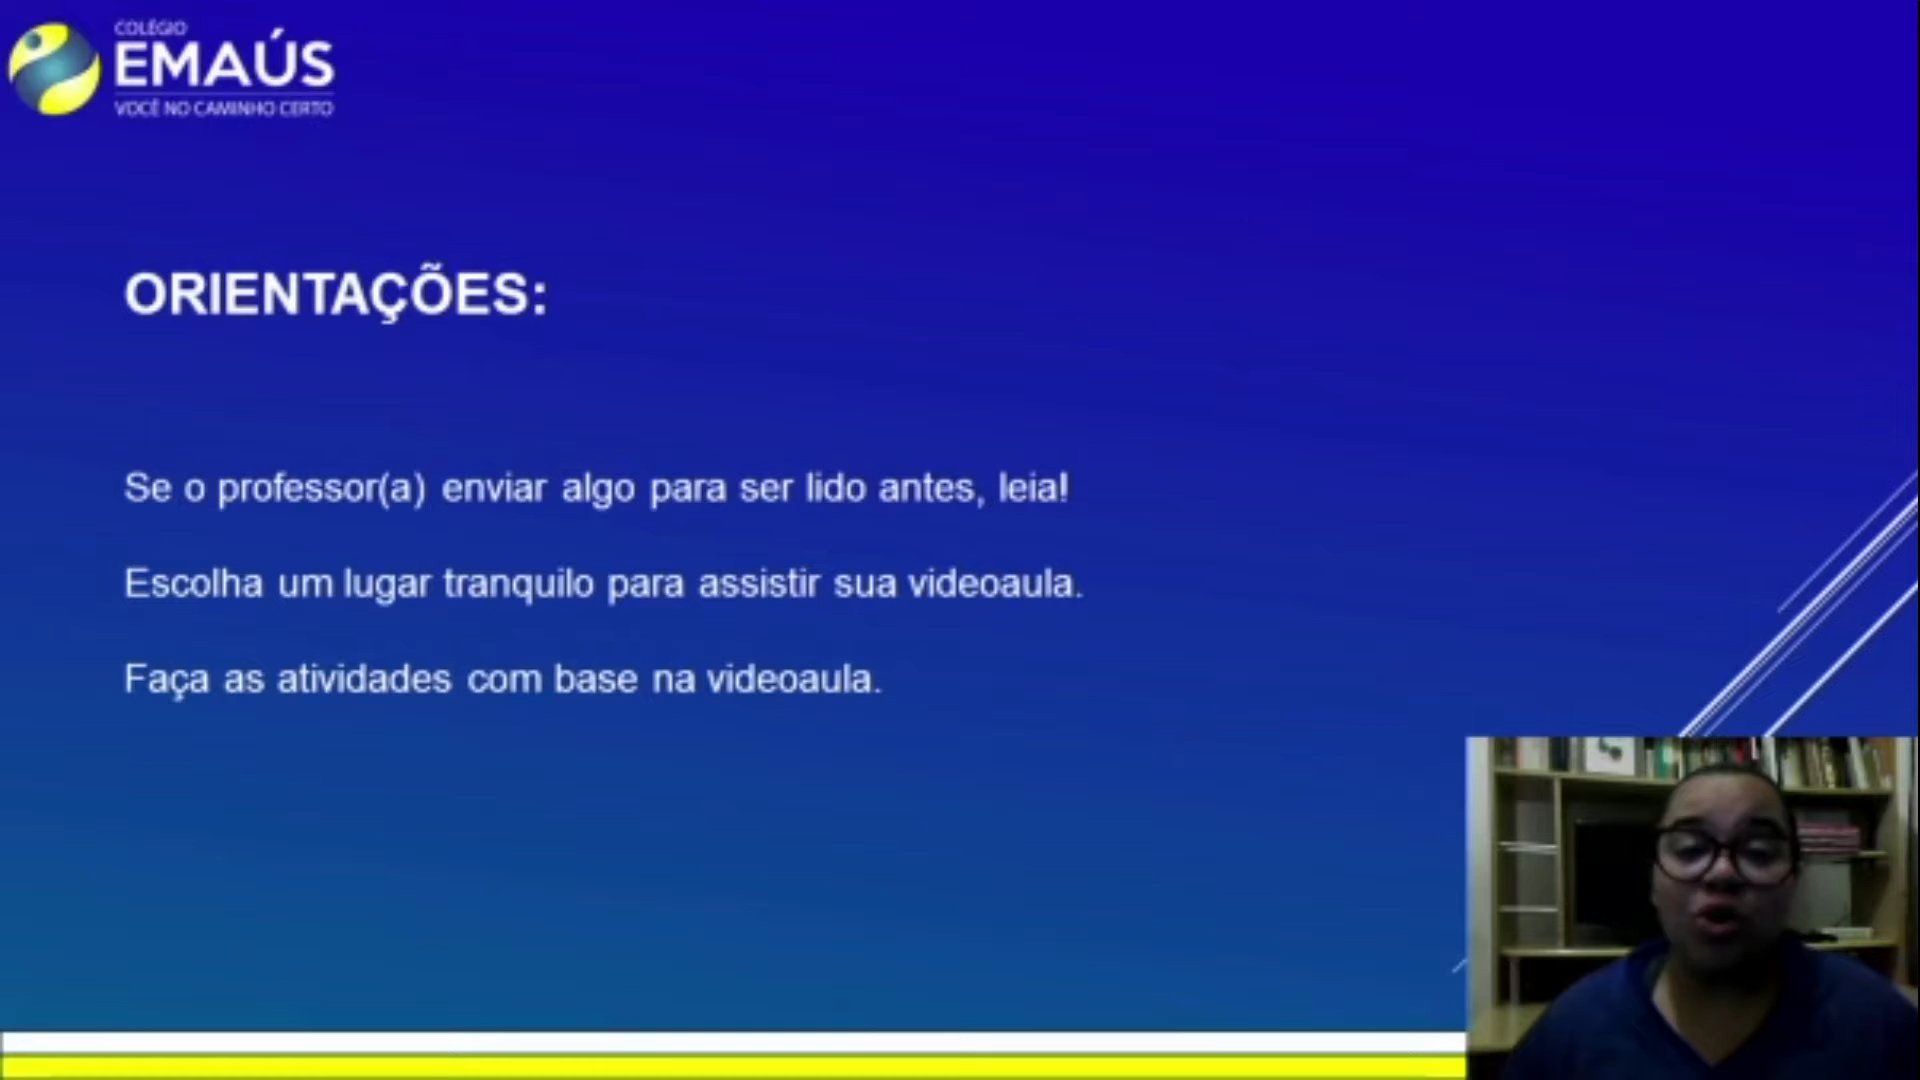 COLÉGIO
EMAÚS
VOCÊ NO CAMINHO CERTO
ORIENTAÇÕES:
Se o professor(a) enviar algo para ser lido antes, leia!
Escolha um lugar tranquilo para assistir sua videoaula.
Faça as atividades com base na videoaula.